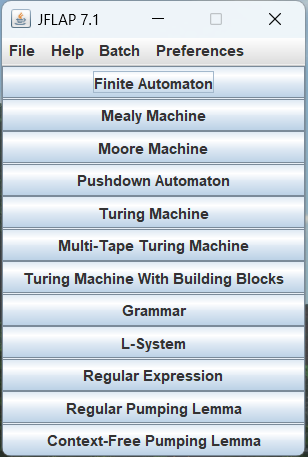 JFLAP 7.1
File Help Batch Preferences
Finite Automaton
Mealy Machine
Moore Machine
Pushdown Automaton
Turing Machine
Multi-Tape Turing Machine
Turing Machine With Building Blocks
Grammar
L-System
Regular Expression
Regular Pumping Lemma
Context-Free Pumping Lemma